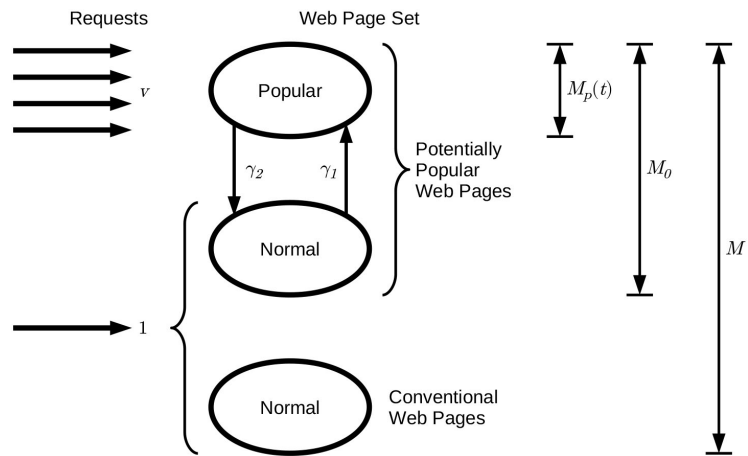 Requests
Web Page Set
Popular
v
M_p(t)
Potentially
Popular
Web Pages
γ_2
γ_1
M_0
Normal
M
1
Normal
Conventional
Web Pages